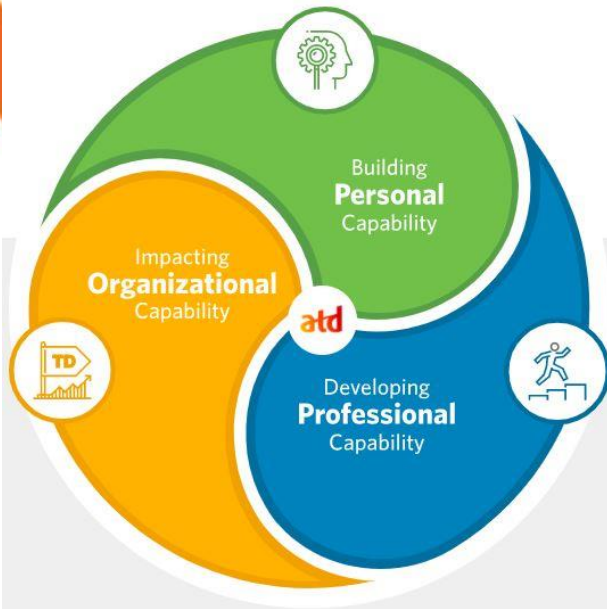 Building
Personal
Capability
Impacting
Organizational
Capability
atd
TD
Developing
Professional
Capability